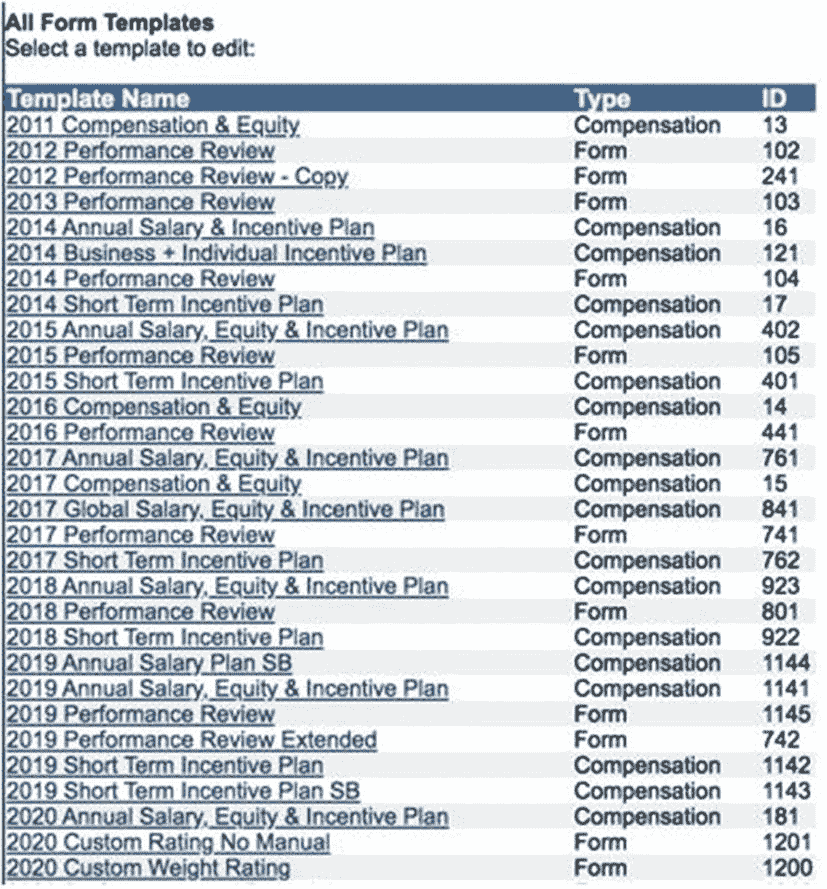 All Form Templates
Select a template to edit:
Template Name Type ID
2011 Compensation & Equity Compensation 13
2012 Performance Review Form 102
2012 Performance Review - Copy Form 241
2013 Performance Review Form 103
2014 Annual Salary & Incentive Plan Compensation 16
2014 Business + Individual Incentive Plan Compensation 121
2014 Performance Review Form 104
2014 Short Term Incentive Plan Compensation 17
2015 Annual Salary, Equity & Incentive Plan Compensation 402
2015 Performance Review Form 105
2015 Short Term Incentive Plan Compensation 401
2016 Compensation & Equity Compensation 14
2016 Performance Review Form 441
2017 Annual Salary, Equity & Incentive Plan Compensation 761
2017 Compensation & Equity Compensation 15
2017 Global Salary, Equity & Incentive Plan Compensation 841
2017 Performance Review Form 741
2017 Short Term Incentive Plan Compensation 762
2018 Annual Salary, Equity & Incentive Plan Compensation 923
2018 Performance Review Form 801
2018 Short Term Incentive Plan Compensation 922
2019 Annual Salary Plan SB Compensation 1144
2019 Annual Salary, Equity & Incentive Plan Compensation 1141
2019 Performance Review Form 1145
2019 Performance Review Extended Form 742
2019 Short Term Incentive Plan Compensation 1142
2019 Short Term Incentive Plan SB Compensation 1143
2020 Annual Salary, Equity & Incentive Plan Compensation 181
2020 Custom Rating No Manual Form 1201
2020 Custom Weight Rating Form 1200